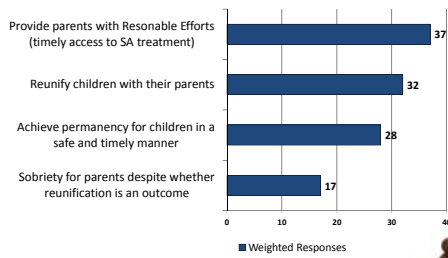 Provide parents with Resonable Efforts
(timely access to SA treatment)
37
Reunify children with their parents
32
Achieve permanency for children in a
safe and timely manner
28
Sobriety for parents despite whether
reunification is an outcome
17
0 10 20 30 40
Weighted Responses